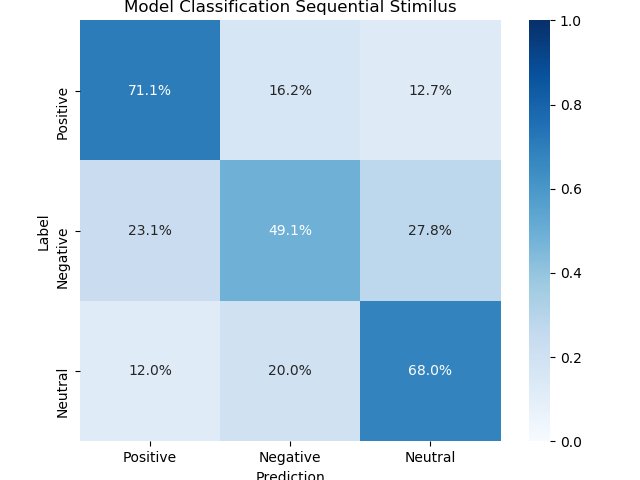 Model Classification Sequential Stimilus
Positive
71.1%
16.2%
12.7%
Negative
23.1%
49.1%
27.8%
Neutral
12.0%
20.0%
68.0%
Label
Positive
Negative
Neutral
Prediction
1.0
0.8
0.6
0.4
0.2
0.0